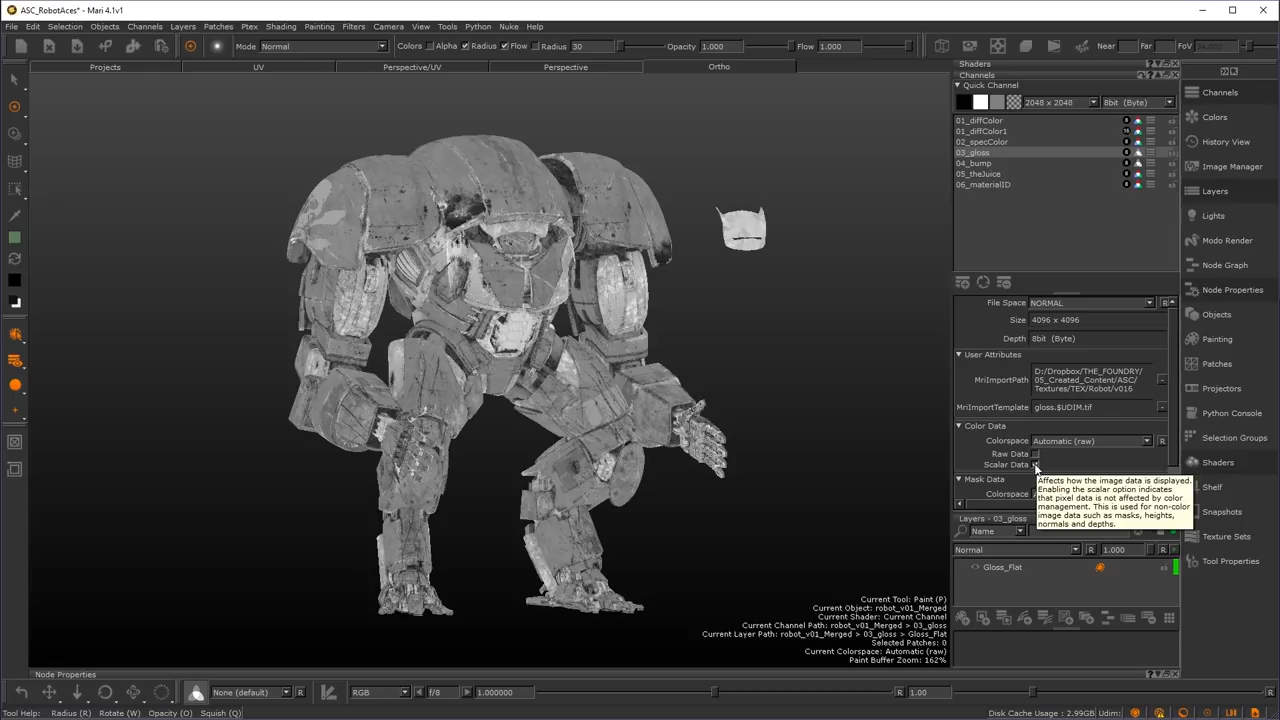 ASC_RobotAces* - Mari 4.1v1
File Edit Selection Objects Channels Layers Patches Ptex Shading Painting Filters Camera View Tools Python Nuke Help
Mode Normal Colors Alpha Radius Flow Radius 30 Opacity 1.000 Flow 1.000 Near Far FoV
Projects UV Perspective/UV Perspective Ortho
Shaders
Channels
Quick Channel
2048 x 2048 8bit (Byte)
01_diffColor
01_diffColor1
02_specColor
03_gloss
04_bump
05_theJuice
06_materialID
File Space NORMAL R
Size 4096 x 4096
Depth 8bit (Byte)
User Attributes
MriImportPath
D:/Dropbox/THE_FOUNDRY/
05_Created_Content/ASC/
Textures/TEX/Robot/v016
MriImportTemplate gloss.$UDIM.tif
Color Data
Colorspace Automatic (raw) R
Raw Data
Scalar Data
Mask Data
Colorspace
Affects how the image data is displayed.
Enabling the scalar option indicates
that pixel data is not affected by color
management. This is used for non-color
image data such as masks, heights,
normals and depths.
Layers - 03_gloss
Name
Normal R 1.000 R
Gloss_Flat
Channels
Colors
History View
Image Manager
Layers
Lights
Modo Render
Node Graph
Node Properties
Objects
Painting
Patches
Projectors
Python Console
Selection Groups
Shaders
Shelf
Snapshots
Texture Sets
Tool Properties
Current Tool: Paint (P)
Current Object: robot_v01_Merged
Current Shader: Current Channel
Current Channel Path: robot_v01_Merged > 03_gloss
Current Layer Path: robot_v01_Merged > 03_gloss > Gloss_Flat
Selected Patches: 0
Current Colorspace: Automatic (raw)
Paint Buffer Zoom: 162%
Node Properties
None (default) R RGB f/8 1.000000 R 1.00 R
Tool Help: Radius (R) Rotate (W) Opacity (O) Squish (Q) Disk Cache Usage : 2.99GB Udim: